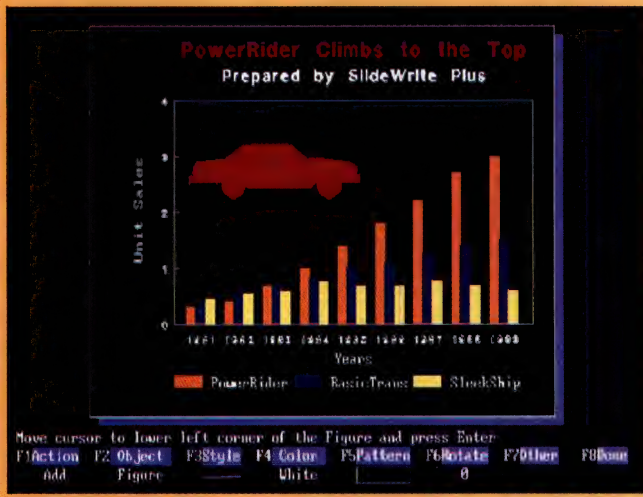 PowerRider Climbs to the Top
Prepared by SlideWrite Plus
4
3
2
1
0
Unit Sales
1981 1982 1983 1984 1985 1986 1987 1988 1989
Years
PowerRider BasicTrans SleekShip
Move cursor to lower left corner of the Figure and press Enter
F1Action F2 Object F3Style F4 Color F5Pattern F6Rotate F7Other F8Done
Add Figure White 0